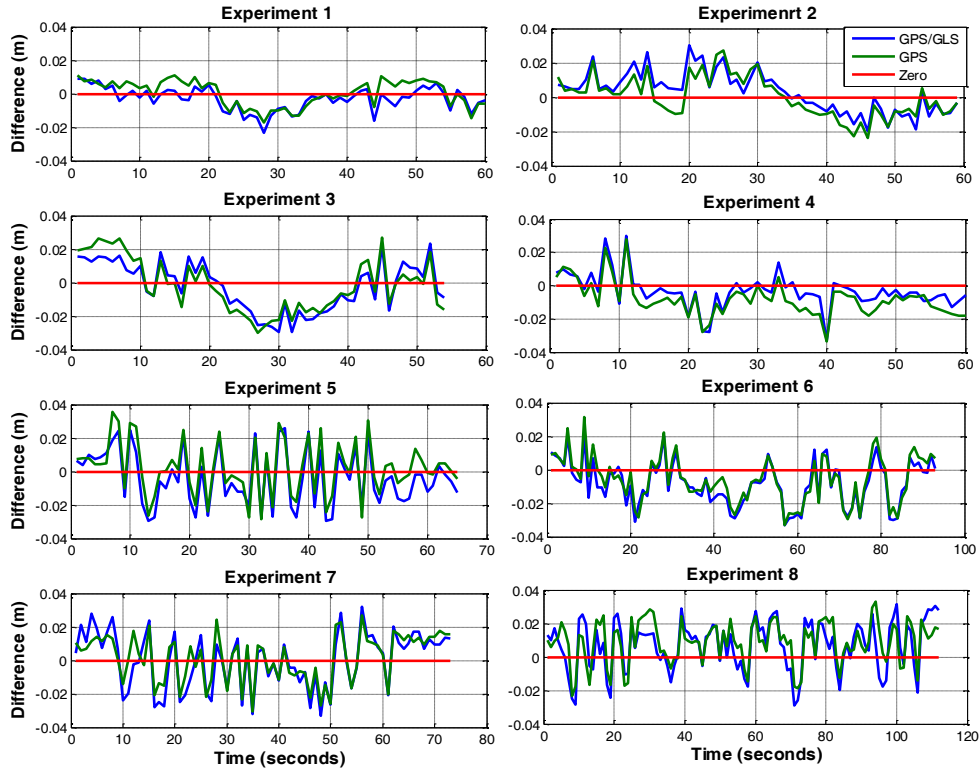 Experiment 1
Experimenrt 2
Difference (m)
0.04
0.02
0
-0.02
-0.04
0 10 20 30 40 50 60
0.04
0.02
0
-0.02
-0.04
0 10 20 30 40 50 60
GPS/GLS
GPS
Zero
Experiment 3
Experiment 4
Difference (m)
0.04
0.02
0
-0.02
-0.04
0 10 20 30 40 50 60
0.04
0.02
0
-0.02
-0.04
0 10 20 30 40 50 60
Experiment 5
Experiment 6
Difference (m)
0.04
0.02
0
-0.02
-0.04
0 10 20 30 40 50 60 70
0.04
0.02
0
-0.02
-0.04
0 20 40 60 80 100
Experiment 7
Experiment 8
Difference (m)
0.04
0.02
0
-0.02
-0.04
0 10 20 30 40 50 60 70 80
Time (seconds)
0.04
0.02
0
-0.02
-0.04
0 20 40 60 80 100 120
Time (seconds)